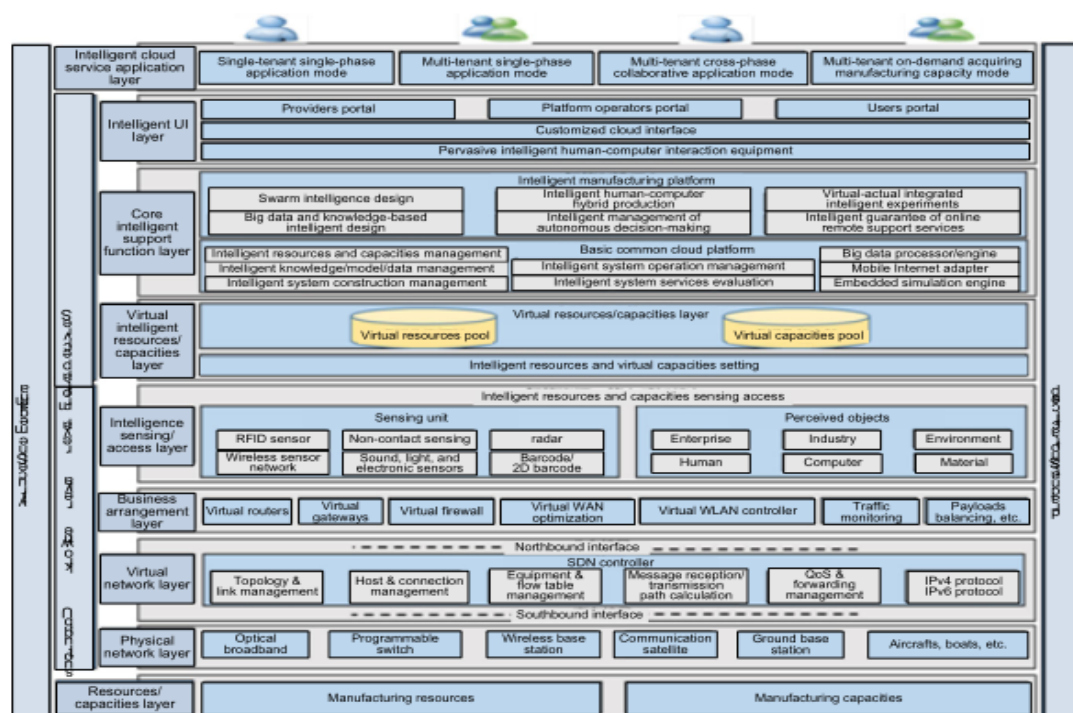 Intelligent cloud
service application
layer
Single-tenant single-phase
application mode
Multi-tenant single-phase
application mode
Multi-tenant cross-phase
collaborative application mode
Multi-tenant on-demand acquiring
manufacturing capacity mode
Intelligent UI
layer
Providers portal
Platform operators portal
Users portal
Customized cloud interface
Pervasive intelligent human-computer interaction equipment
Core
intelligent
support
function layer
Intelligent manufacturing platform
Swarm intelligence design
Intelligent human-computer
hybrid production
Virtual-actual integrated
intelligent experiments
Big data and knowledge-based
intelligent design
Intelligent management of
autonomous decision-making
Intelligent guarantee of online
remote support services
Basic common cloud platform
Intelligent resources and capacities management
Intelligent knowledge/model/data management
Intelligent system construction management
Intelligent system operation management
Intelligent system services evaluation
Big data processor/engine
Mobile Internet adapter
Embedded simulation engine
Virtual
intelligent
resources/
capacities
layer
Virtual resources/capacities layer
Virtual resources pool
Virtual capacities pool
Intelligent resources and virtual capacities setting
Intelligence
sensing/
access layer
Intelligent resources and capacities sensing access
Sensing unit
RFID sensor
Non-contact sensing
radar
Wireless sensor
network
Sound, light, and
electronic sensors
Barcode/
2D barcode
Perceived objects
Enterprise
Industry
Environment
Human
Computer
Material
Business
arrangement
layer
Virtual routers
Virtual
gateways
Virtual firewall
Virtual WAN
optimization
Virtual WLAN controller
Traffic
monitoring
Payloads
balancing, etc.
Virtual
network layer
Northbound interface
SDN controller
Topology &
link management
Host & connection
management
Equipment &
flow table
management
Message reception/
transmission
path calculation
QoS &
forwarding
management
IPv4 protocol
IPv6 protocol
Southbound interface
Physical
network layer
Optical
broadband
Programmable
switch
Wireless base
station
Communication
satellite
Ground base
station
Aircrafts, boats, etc.
Resources/
capacities layer
Manufacturing resources
Manufacturing capacities